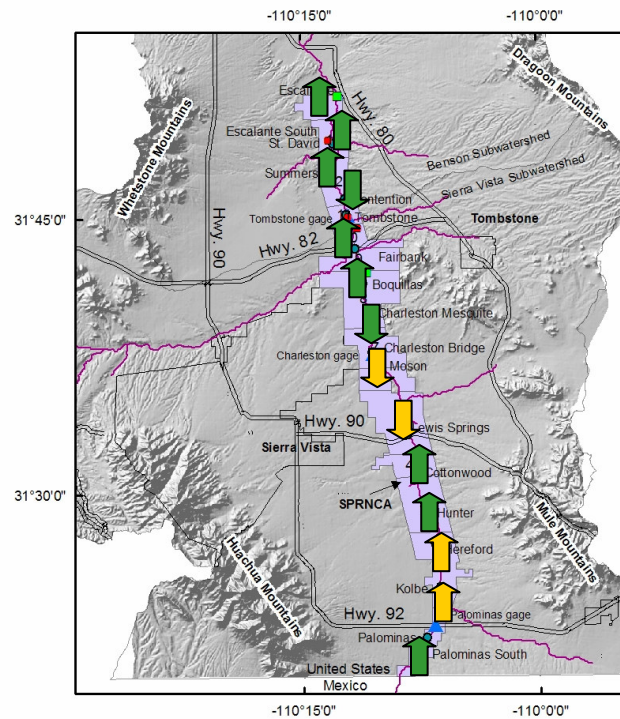 -110°15'0"
-110°0'0"
Dragoon Mountains
Escalante
Hwy. 80
Whetstone Mountains
Escalante South
St. David
Benson Subwatershed
Summers
Sierra Vista Subwatershed
Contention
31°45'0"
Tombstone gage
Tombstone
Tombstone
Hwy. 90
Hwy. 82
Fairbank
Boquillas
Charleston Mesquite
Charleston Bridge
Charleston gage
Moson
Hwy. 90
Lewis Springs
Sierra Vista
Cottonwood
31°30'0"
SPRNCA
Hunter
Mule Mountains
Huachua Mountains
Hereford
Kolbe
Hwy. 92
Palominas gage
Palominas
Palominas South
United States
Mexico
-110°15'0"
-110°0'0"